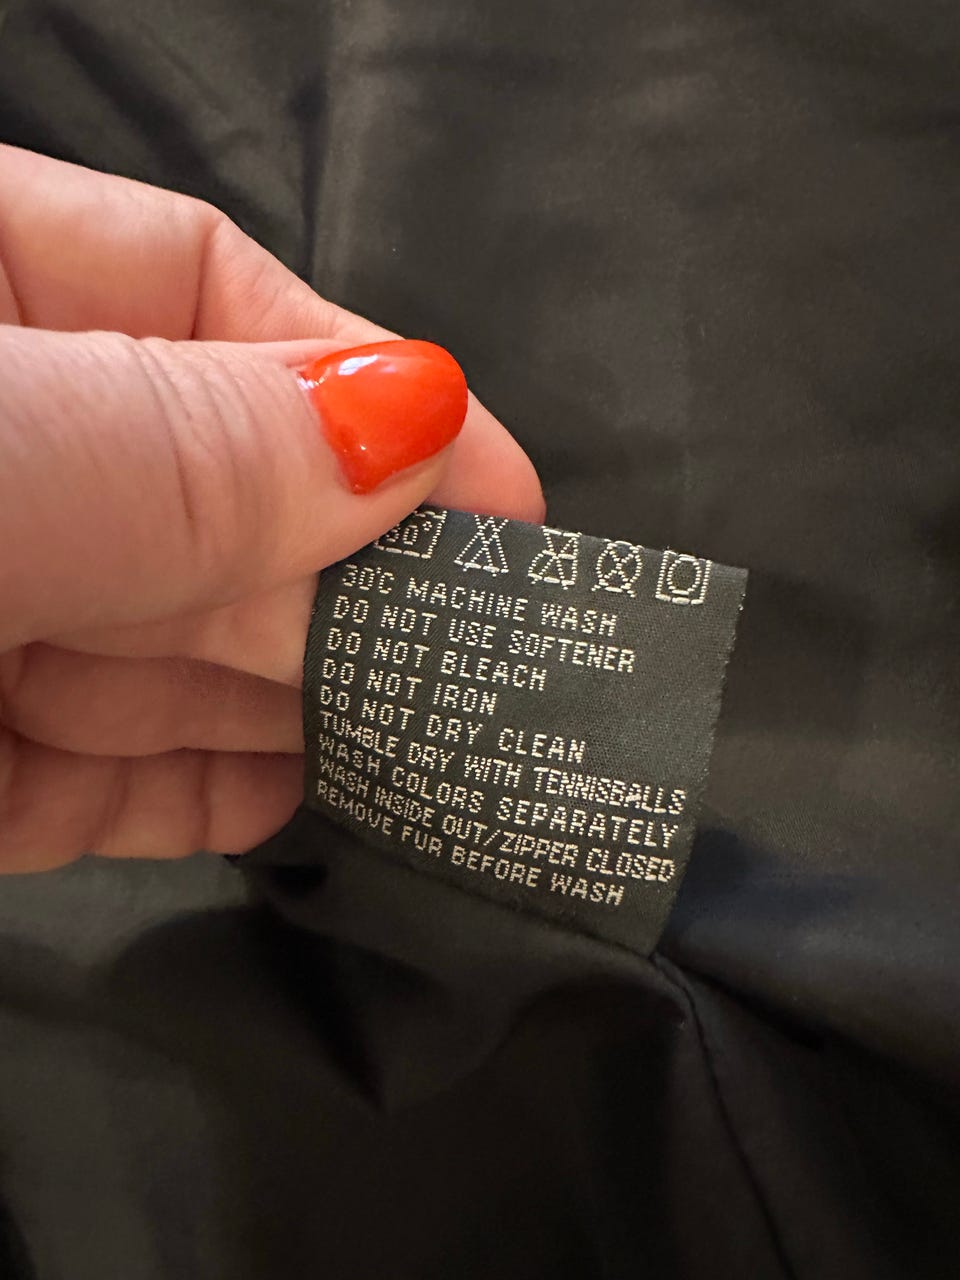 30°
30°C MACHINE WASH
DO NOT USE SOFTENER
DO NOT BLEACH
DO NOT IRON
DO NOT DRY CLEAN
TUMBLE DRY WITH TENNISBALLS
WASH COLORS SEPARATELY
WASH INSIDE OUT/ZIPPER CLOSED
REMOVE FUR BEFORE WASH